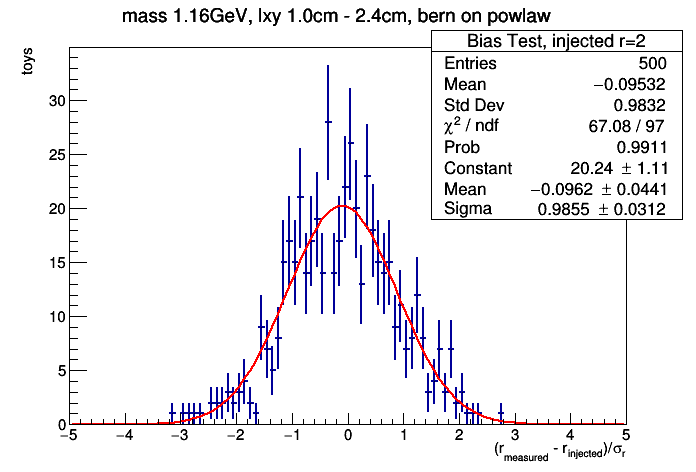 mass 1.16GeV, lxy 1.0cm - 2.4cm, bern on powlaw
toys
Bias Test, injected r=2
Entries 500
Mean −0.09532
Std Dev 0.9832
χ² / ndf 67.08 / 97
Prob 0.9911
Constant 20.24 ± 1.11
Mean −0.0962 ± 0.0441
Sigma 0.9855 ± 0.0312
30
25
20
15
10
5
0
−5 −4 −3 −2 −1 0 1 2 3 4 5
(r_measured - r_injected)/σ_r